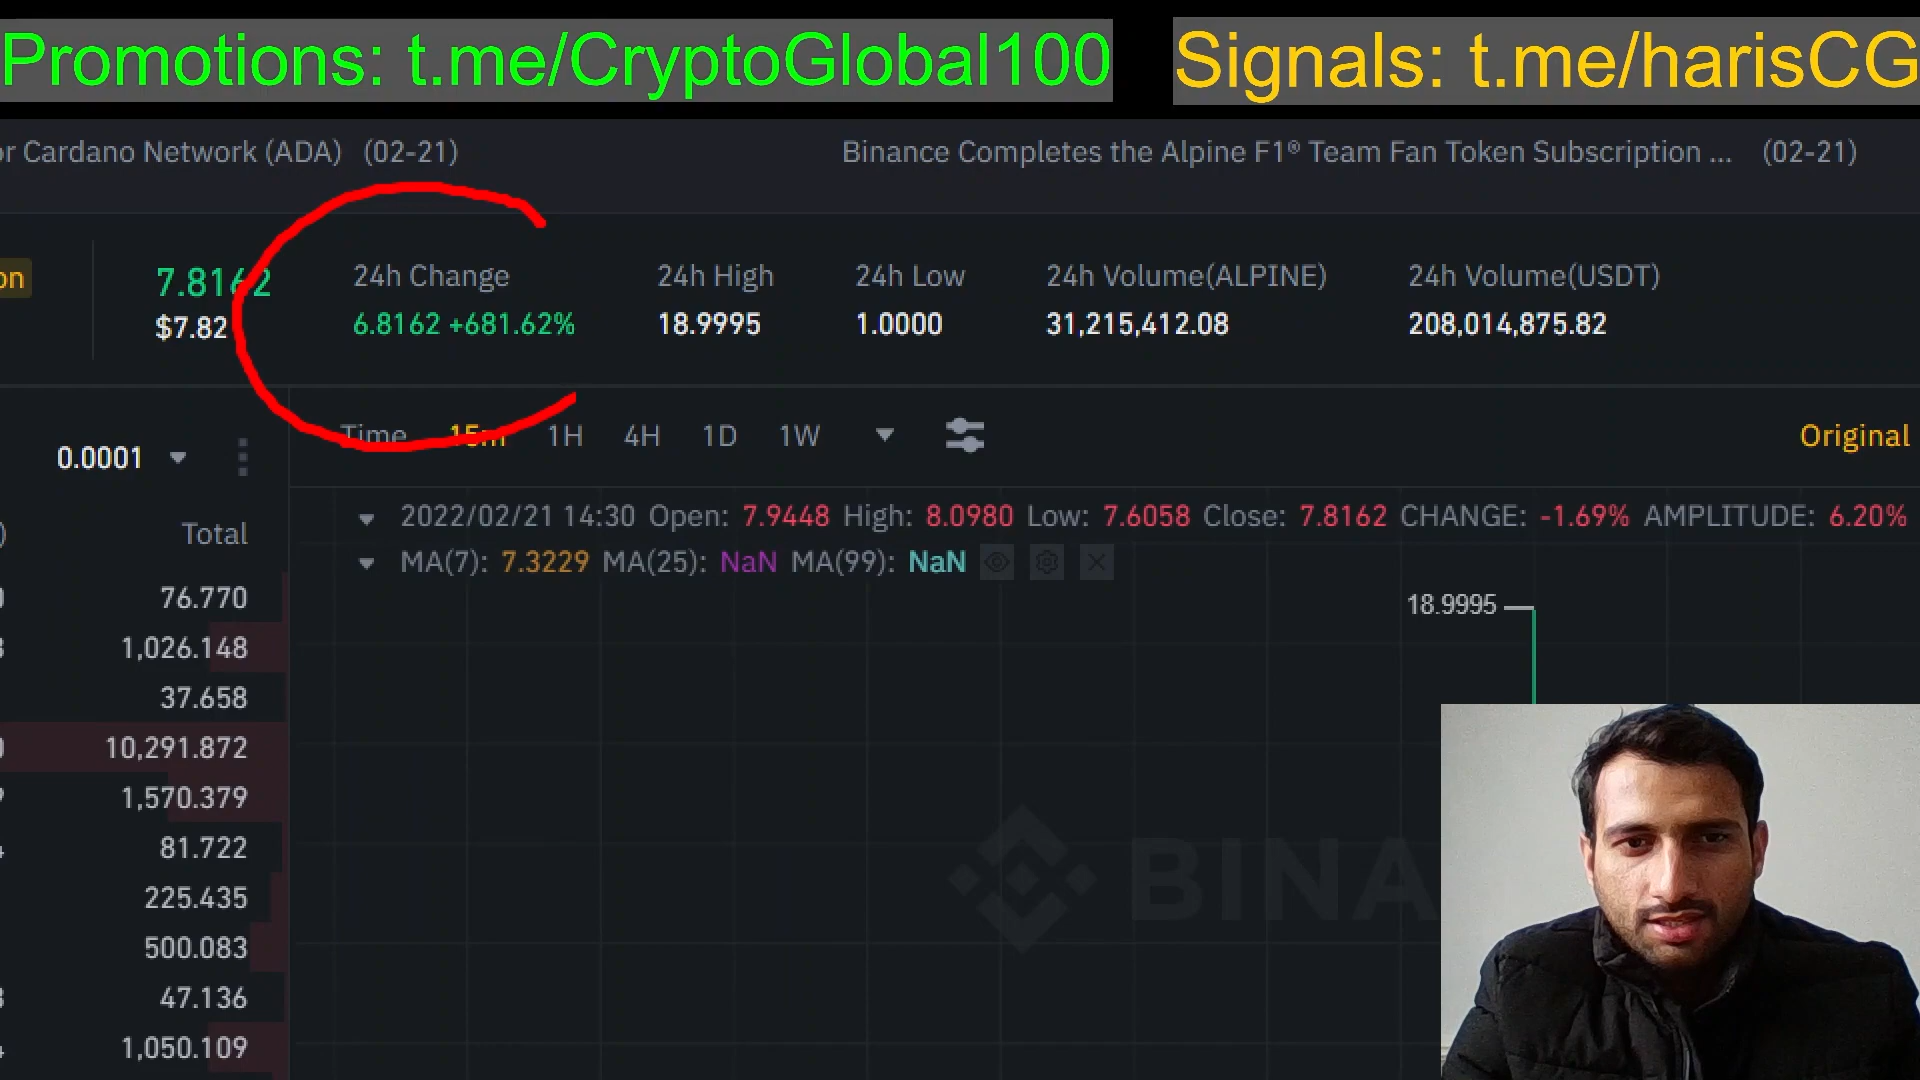 Promotions: t.me/CryptoGlobal100 Signals: t.me/harisCG
or Cardano Network (ADA) (02-21) Binance Completes the Alpine F1® Team Fan Token Subscription ... (02-21)
on 7.8162 24h Change 24h High 24h Low 24h Volume(ALPINE) 24h Volume(USDT)
$7.82 6.8162 +681.62% 18.9995 1.0000 31,215,412.08 208,014,875.82
Time 15m 1H 4H 1D 1W Original
0.0001
2022/02/21 14:30 Open: 7.9448 High: 8.0980 Low: 7.6058 Close: 7.8162 CHANGE: -1.69% AMPLITUDE: 6.20%
Total
MA(7): 7.3229 MA(25): NaN MA(99): NaN
76.770
18.9995
1,026.148
37.658
10,291.872
1,570.379
81.722
BINA
225.435
500.083
47.136
1,050.109